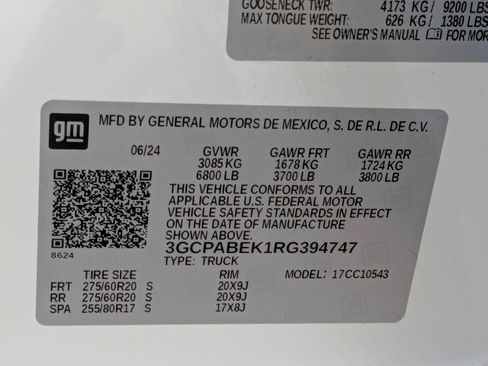 GOOSENECK TWR: 4173 KG/ 9200 LBS
MAX TONGUE WEIGHT: 626 KG/ 1380 LBS
SEE OWNER'S MANUAL FOR MOR
gm
MFD BY GENERAL MOTORS DE MEXICO, S. DE R.L. DE C.V.
06/24 GVWR GAWR FRT GAWR RR
3085 KG 1678 KG 1724 KG
6800 LB 3700 LB 3800 LB
THIS VEHICLE CONFORMS TO ALL
APPLICABLE U.S. FEDERAL MOTOR
VEHICLE SAFETY STANDARDS IN EFFECT
ON THE DATE OF MANUFACTURE
SHOWN ABOVE.
3GCPABEK1RG394747
8624 TYPE: TRUCK
TIRE SIZE RIM MODEL: 17CC10543
FRT 275/60R20 S 20X9J
RR 275/60R20 S 20X9J
SPA 255/80R17 S 17X8J